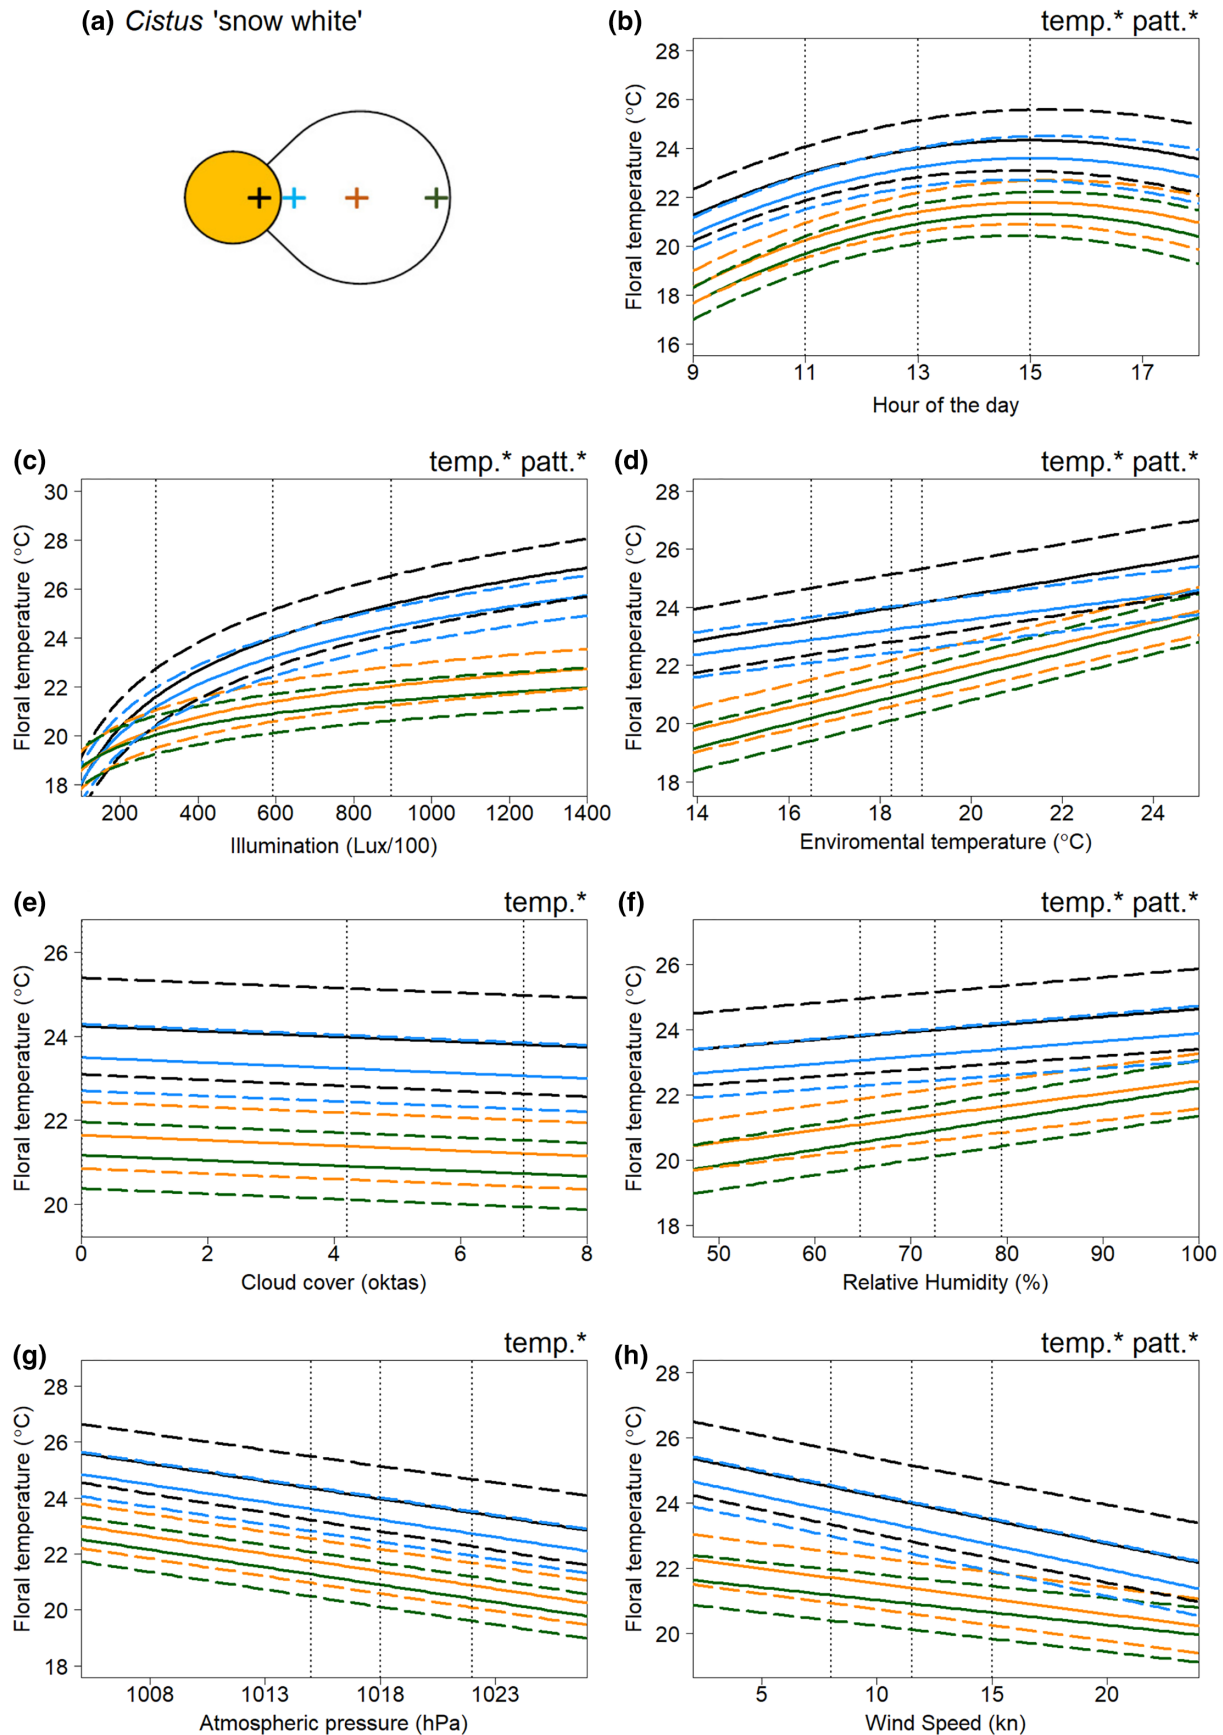 (a) Cistus 'snow white'
(b) temp.* patt.*
Floral temperature (°C)
28
26
24
22
20
18
16
9 11 13 15 17
Hour of the day
(c) temp.* patt.*
Floral temperature (°C)
30
28
26
24
22
20
18
200 400 600 800 1000 1200 1400
Illumination (Lux/100)
(d) temp.* patt.*
Floral temperature (°C)
28
26
24
22
20
18
14 16 18 20 22 24
Enviromental temperature (°C)
(e) temp.*
Floral temperature (°C)
26
24
22
20
0 2 4 6 8
Cloud cover (oktas)
(f) temp.* patt.*
Floral temperature (°C)
26
24
22
20
18
50 60 70 80 90 100
Relative Humidity (%)
(g) temp.*
Floral temperature (°C)
28
26
24
22
20
18
1008 1013 1018 1023
Atmospheric pressure (hPa)
(h) temp.* patt.*
Floral temperature (°C)
28
26
24
22
20
5 10 15 20
Wind Speed (kn)